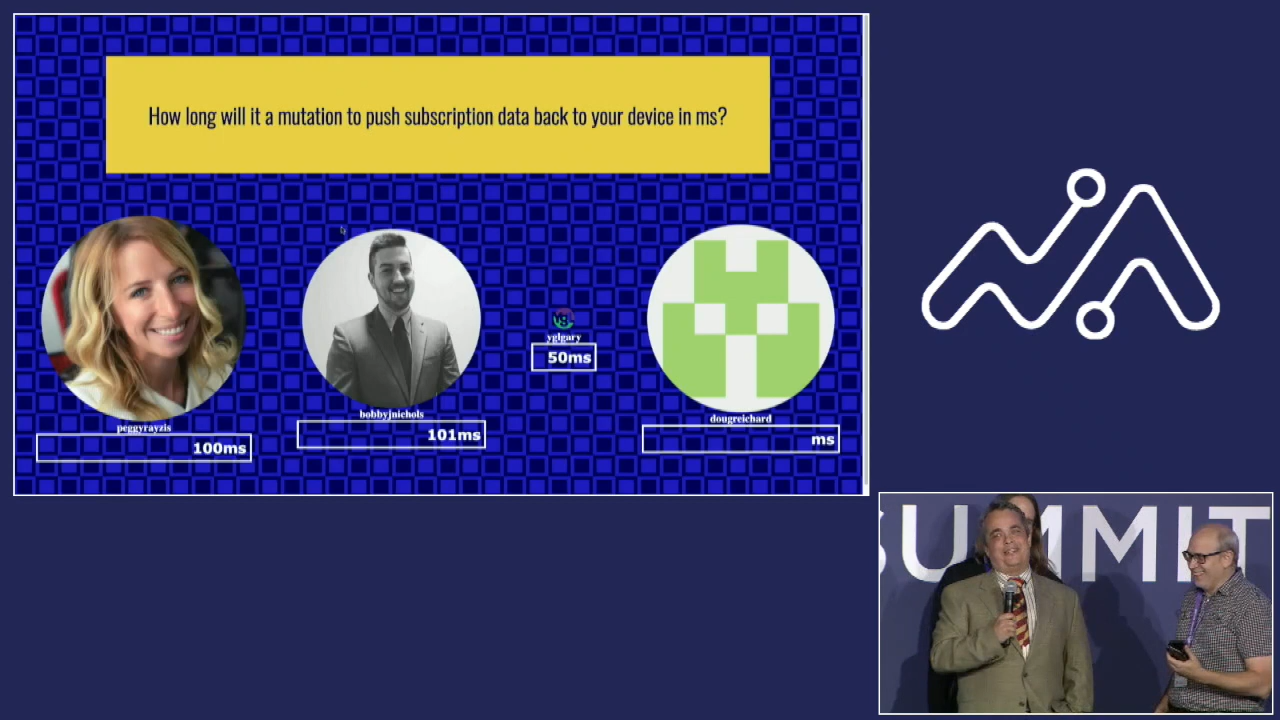 How long will it a mutation to push subscription data back to your device in ms?
peggyrayzis
100ms
bobbyjnichols
101ms
yglgary
50ms
dougreichard
ms
SUMMIT